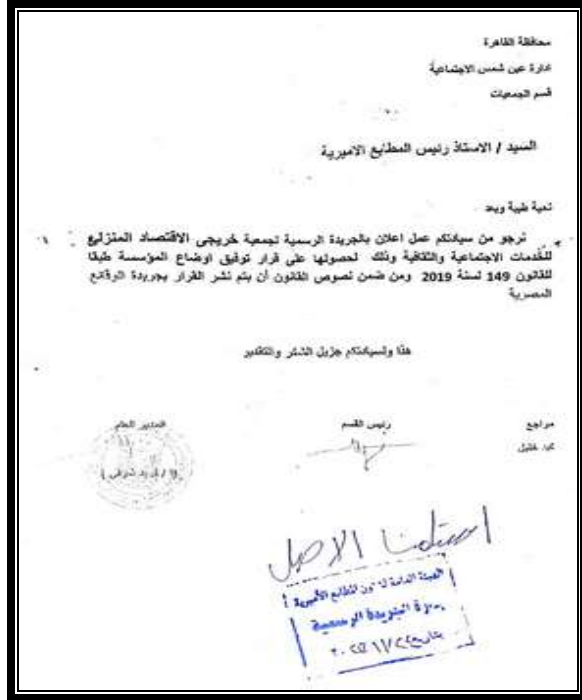 محافظة القاهرة
ادارة عين شمس الاجتماعية
قسم الجمعيات
السيد / الاستاذ رئيس المطابع الاميرية
تحية طيبة وبعد
نرجو من سيادتكم عمل اعلان بالجريدة الرسمية لجمعية خريجى الاقتصاد المنزلي
للخدمات الاجتماعية والثقافية وذلك لحصولها على قرار توفيق اوضاع المؤسسة طبقا
للقانون 149 لسنة 2019 ومن ضمن نصوص القانون أن يتم نشر القرار بجريدة الوقائع
المصرية
هذا ولسيادتكم جزيل الشكر والتقدير
مراجع
رئيس القسم
المدير العام
استلمنا الاصل
الهيئة العامة لشئون المطابع الأميرية
الجريدة الرسمية